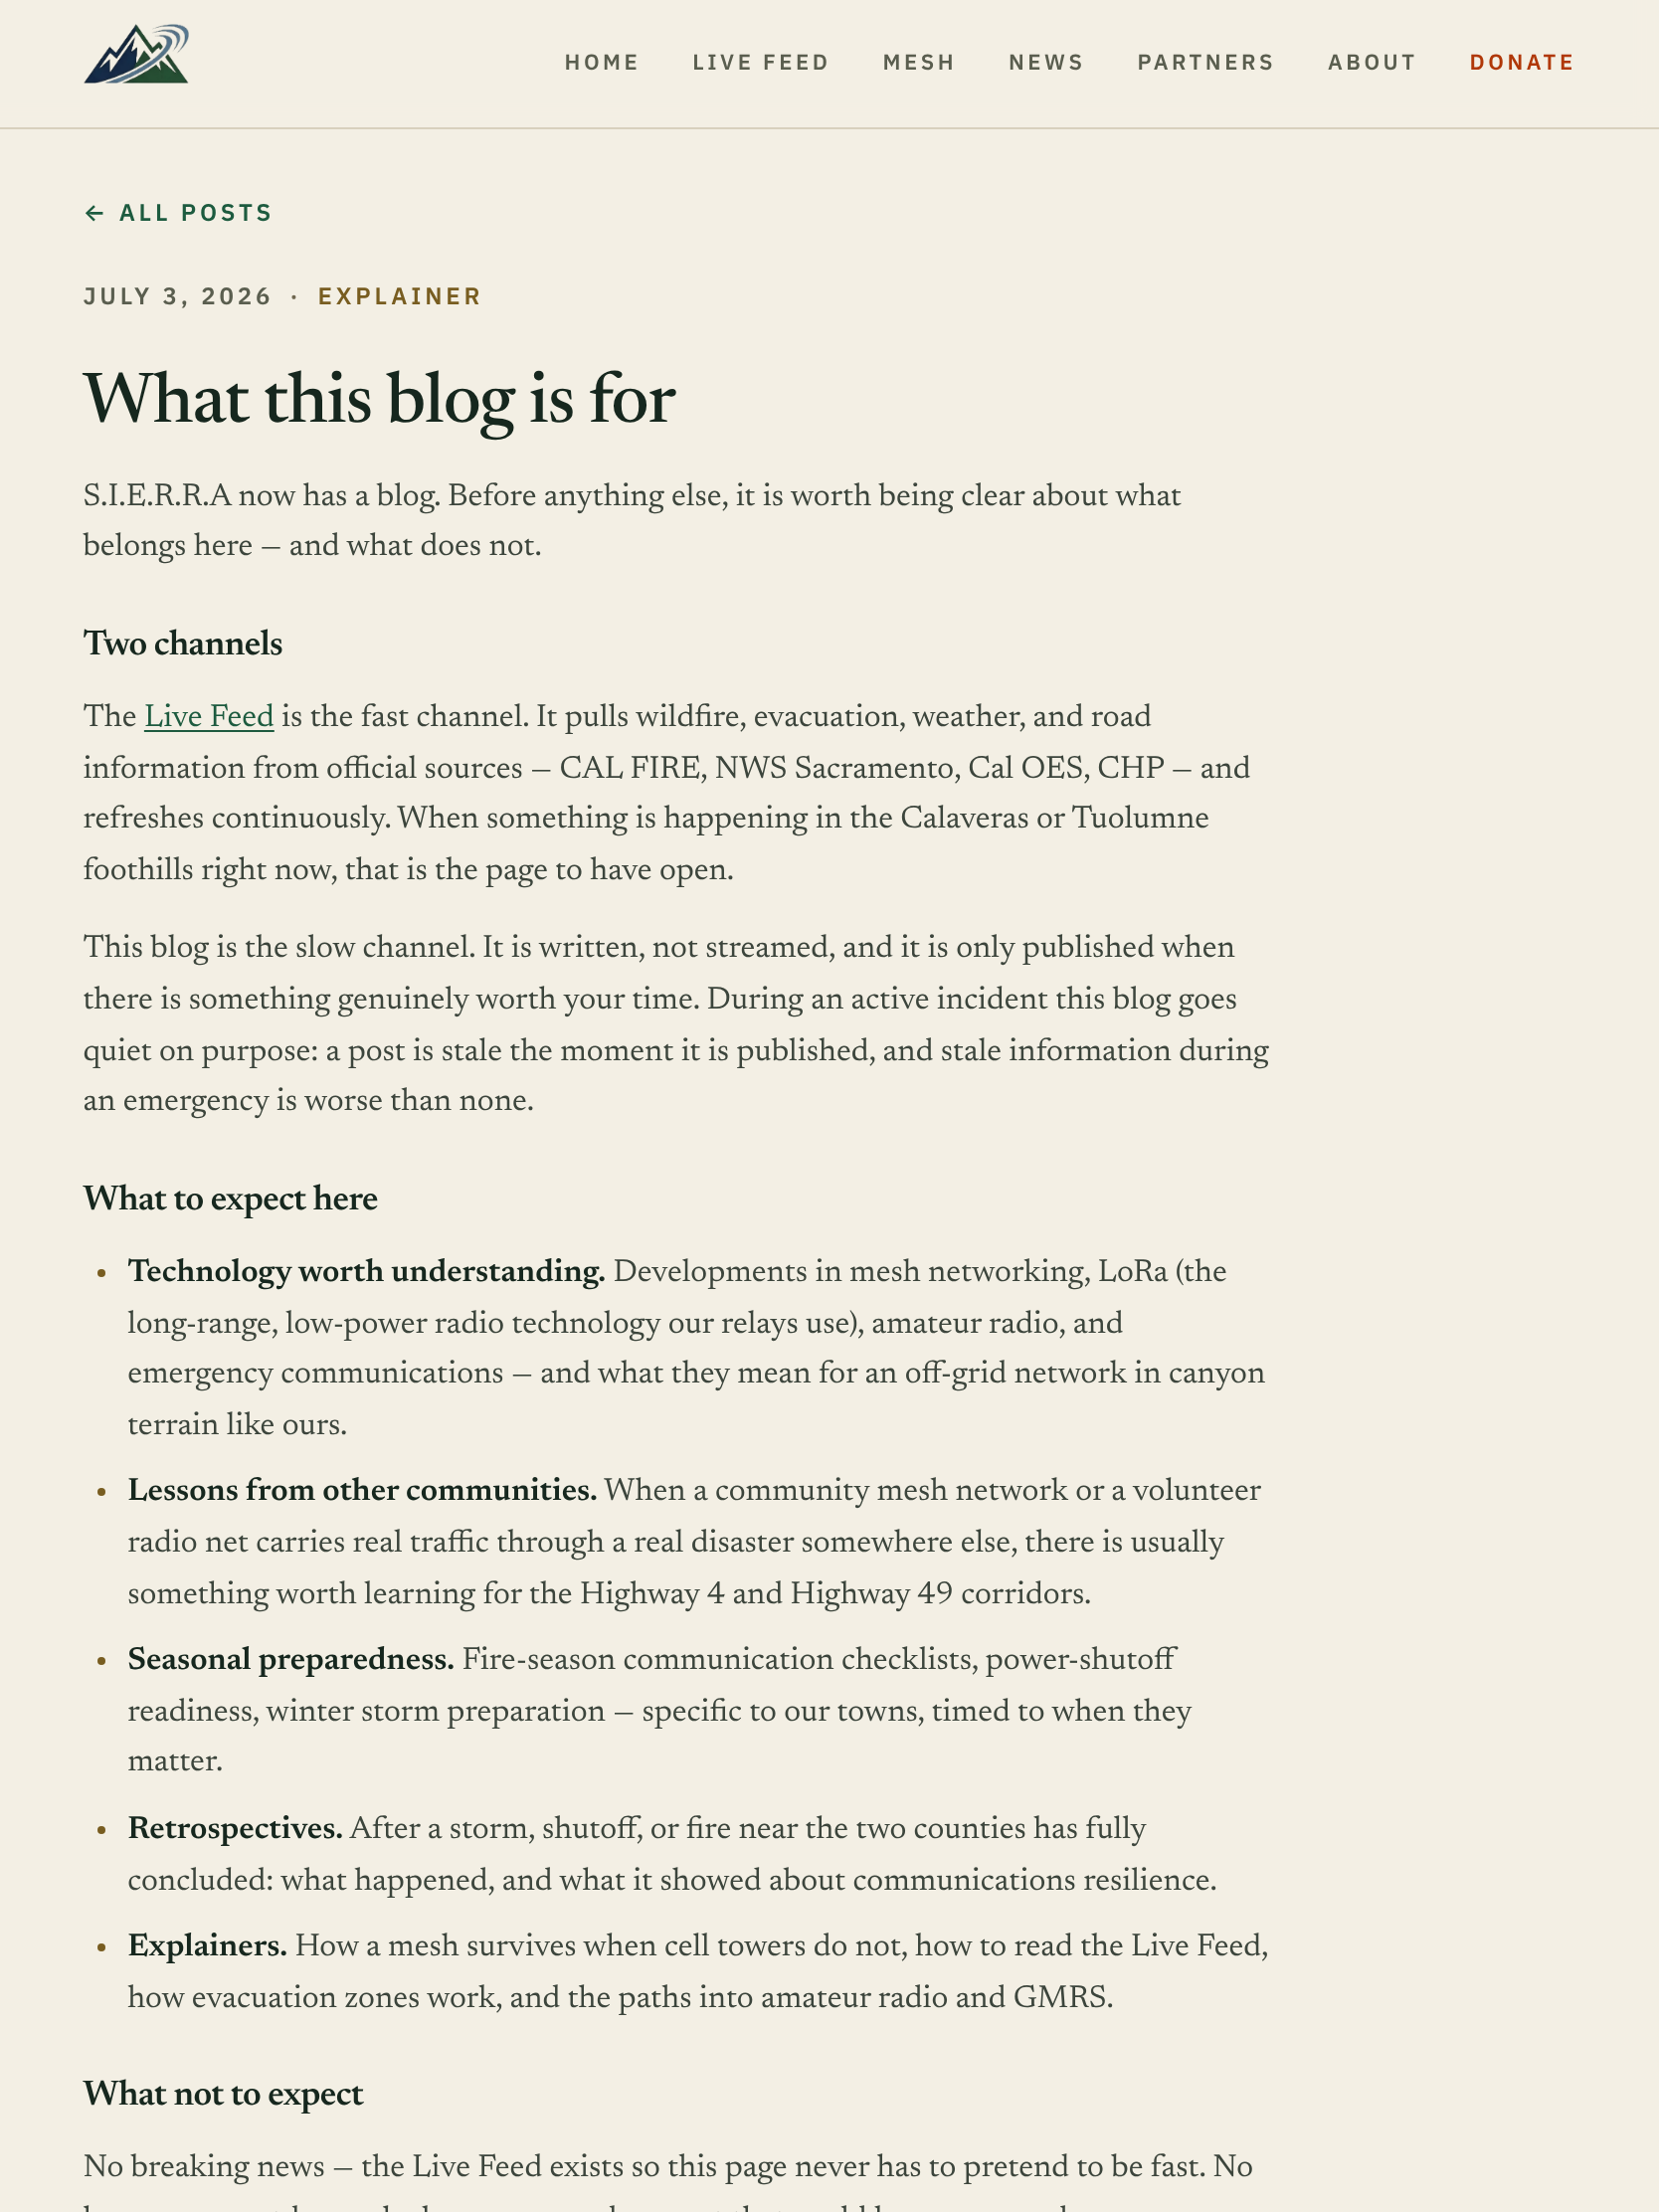 HOME LIVE FEED MESH NEWS PARTNERS ABOUT DONATE
← ALL POSTS
JULY 3, 2026 · EXPLAINER
What this blog is for
S.I.E.R.R.A now has a blog. Before anything else, it is worth being clear about what
belongs here — and what does not.
Two channels
The Live Feed is the fast channel. It pulls wildfire, evacuation, weather, and road
information from official sources — CAL FIRE, NWS Sacramento, Cal OES, CHP — and
refreshes continuously. When something is happening in the Calaveras or Tuolumne
foothills right now, that is the page to have open.
This blog is the slow channel. It is written, not streamed, and it is only published when
there is something genuinely worth your time. During an active incident this blog goes
quiet on purpose: a post is stale the moment it is published, and stale information during
an emergency is worse than none.
What to expect here
• Technology worth understanding. Developments in mesh networking, LoRa (the
long-range, low-power radio technology our relays use), amateur radio, and
emergency communications — and what they mean for an off-grid network in canyon
terrain like ours.
• Lessons from other communities. When a community mesh network or a volunteer
radio net carries real traffic through a real disaster somewhere else, there is usually
something worth learning for the Highway 4 and Highway 49 corridors.
• Seasonal preparedness. Fire-season communication checklists, power-shutoff
readiness, winter storm preparation — specific to our towns, timed to when they
matter.
• Retrospectives. After a storm, shutoff, or fire near the two counties has fully
concluded: what happened, and what it showed about communications resilience.
• Explainers. How a mesh survives when cell towers do not, how to read the Live Feed,
how evacuation zones work, and the paths into amateur radio and GMRS.
What not to expect
No breaking news — the Live Feed exists so this page never has to pretend to be fast. No